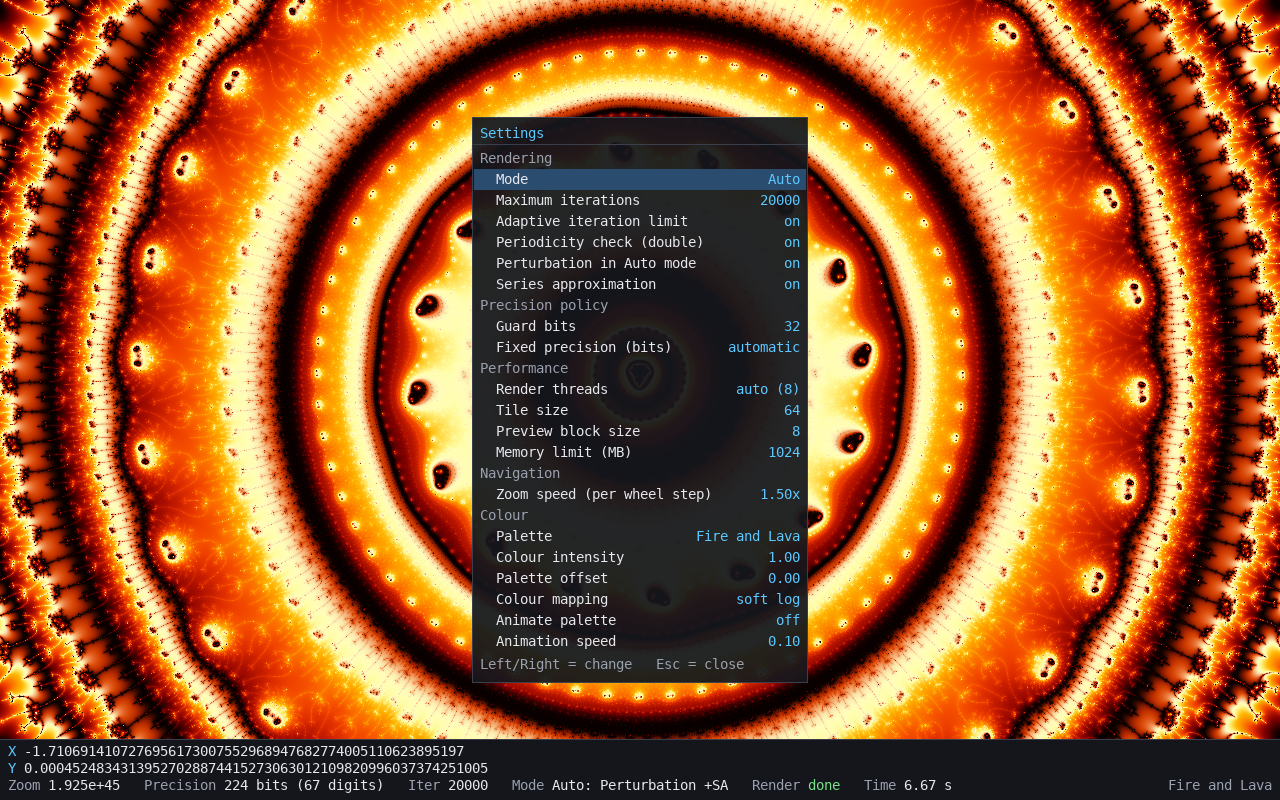 Settings
Rendering
Mode Auto
Maximum iterations 20000
Adaptive iteration limit on
Periodicity check (double) on
Perturbation in Auto mode on
Series approximation on
Precision policy
Guard bits 32
Fixed precision (bits) automatic
Performance
Render threads auto (8)
Tile size 64
Preview block size 8
Memory limit (MB) 1024
Navigation
Zoom speed (per wheel step) 1.50x
Colour
Palette Fire and Lava
Colour intensity 1.00
Palette offset 0.00
Colour mapping soft log
Animate palette off
Animation speed 0.10
Left/Right = change Esc = close
X -1.7106914107276956173007552968947682774005110623895197
Y 0.00045248343139527028874415273063012109820996037374251005
Zoom 1.925e+45 Precision 224 bits (67 digits) Iter 20000 Mode Auto: Perturbation +SA Render done Time 6.67 s Fire and Lava